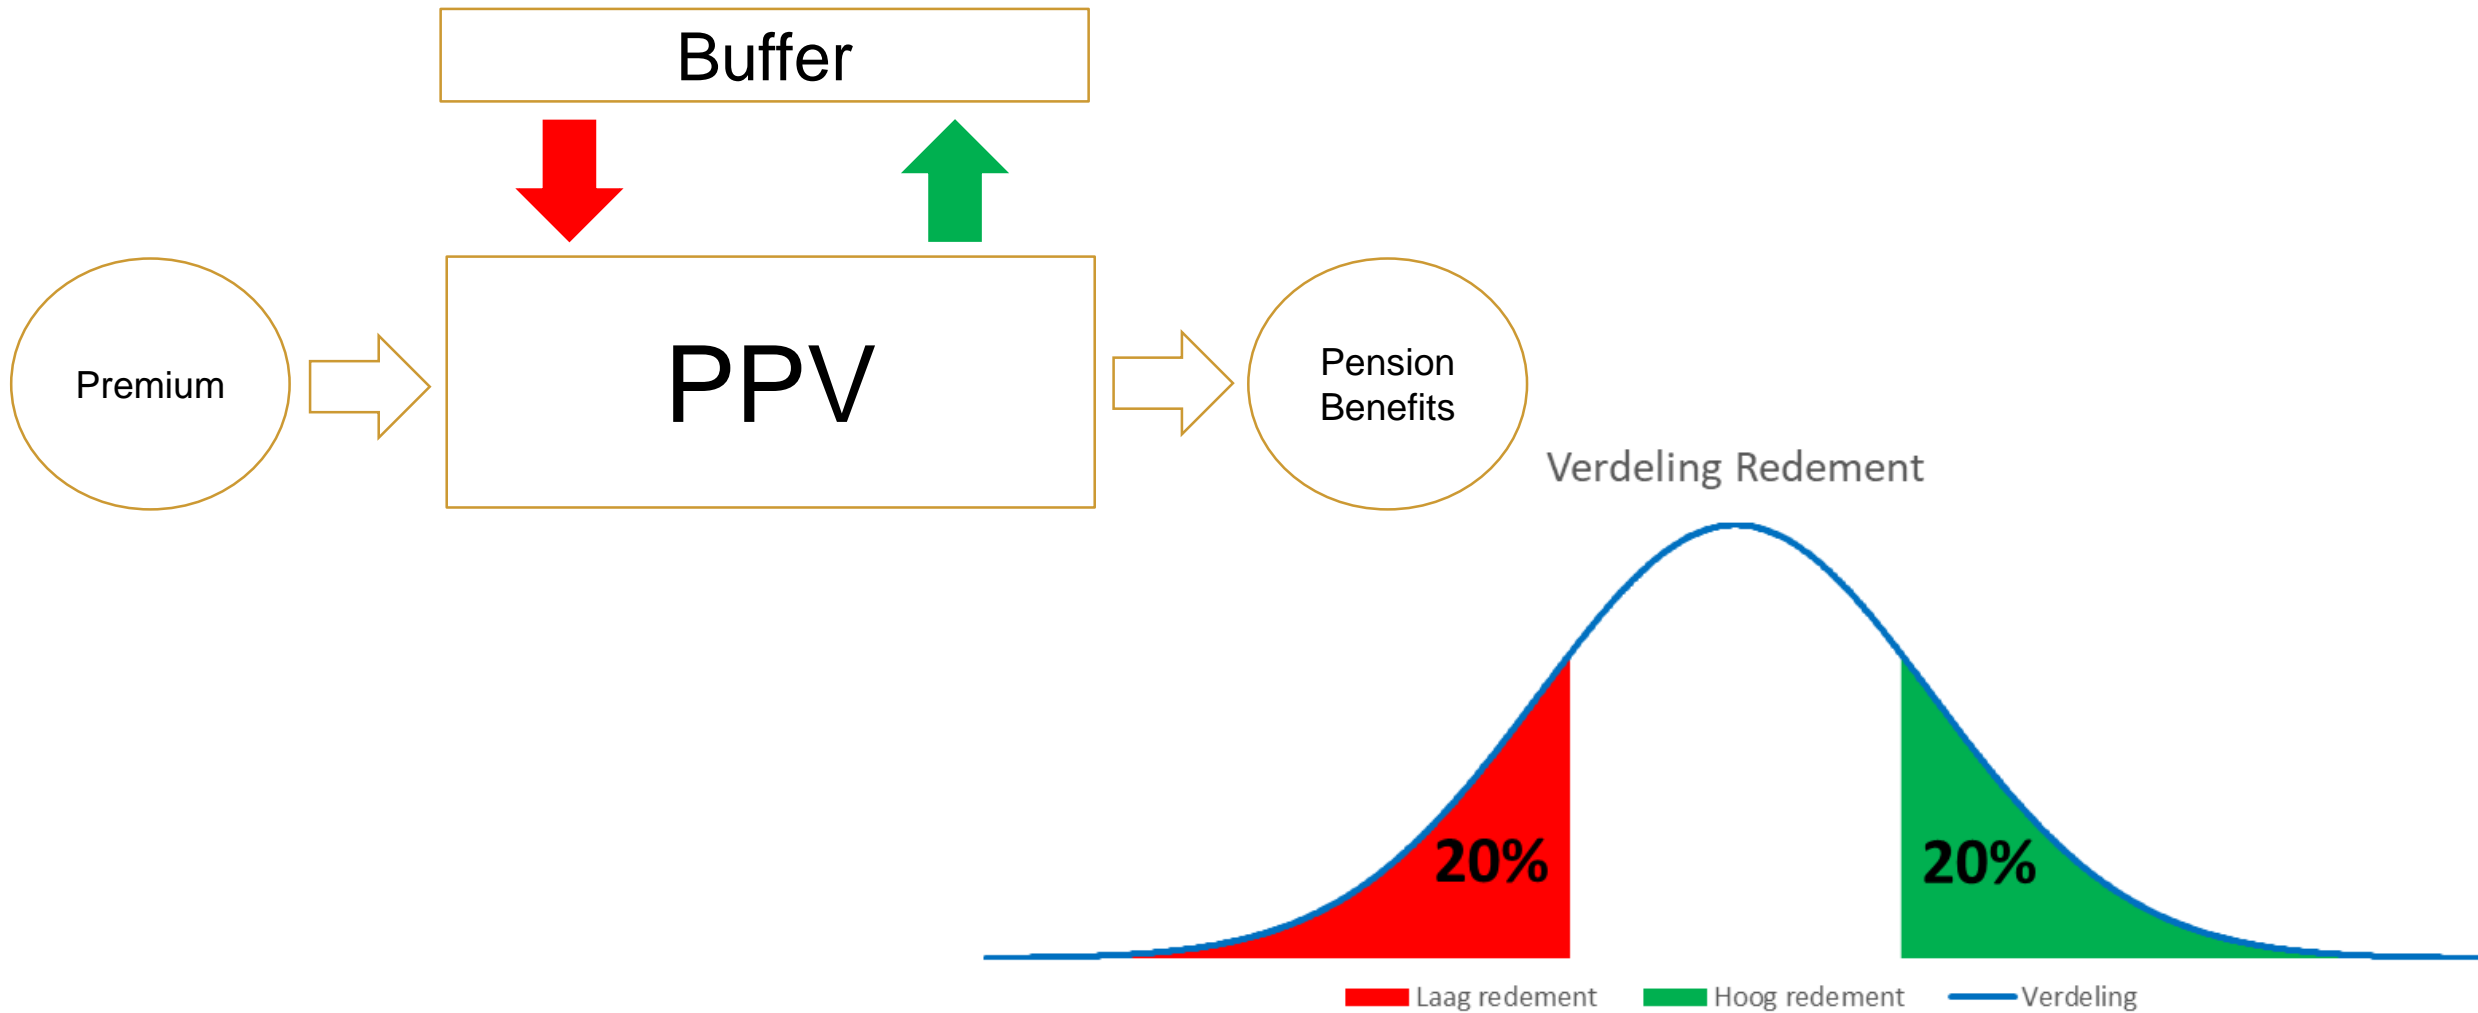 Buffer
Premium
PPV
Pension
Benefits
Verdeling Redement
20%
20%
Laag redement
Hoog redement
Verdeling